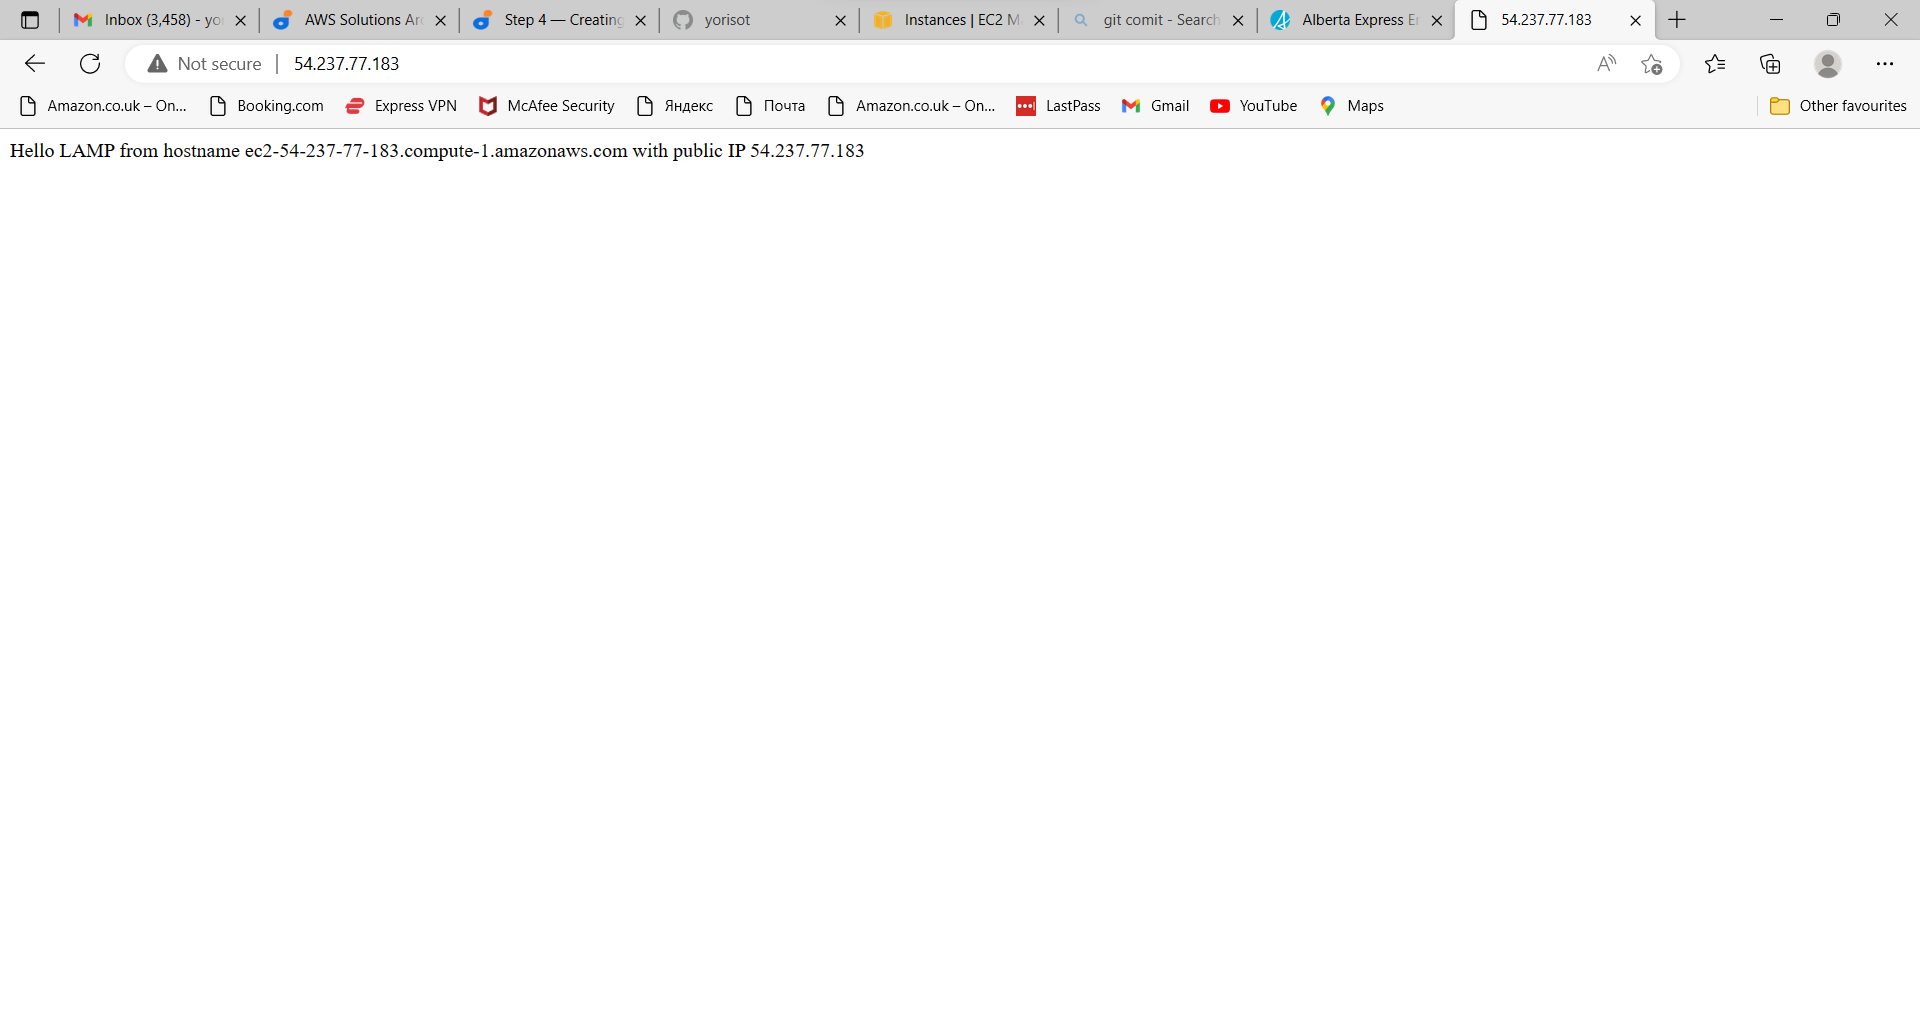 Inbox (3,458) - yo
AWS Solutions Ar
Step 4 — Creating
yorisot
Instances | EC2 M
git comit - Search
Alberta Express E
54.237.77.183
Not secure
54.237.77.183
Amazon.co.uk – On...
Booking.com
Express VPN
McAfee Security
Яндекс
Почта
Amazon.co.uk – On...
LastPass
Gmail
YouTube
Maps
Other favourites
Hello LAMP from hostname ec2-54-237-77-183.compute-1.amazonaws.com with public IP 54.237.77.183